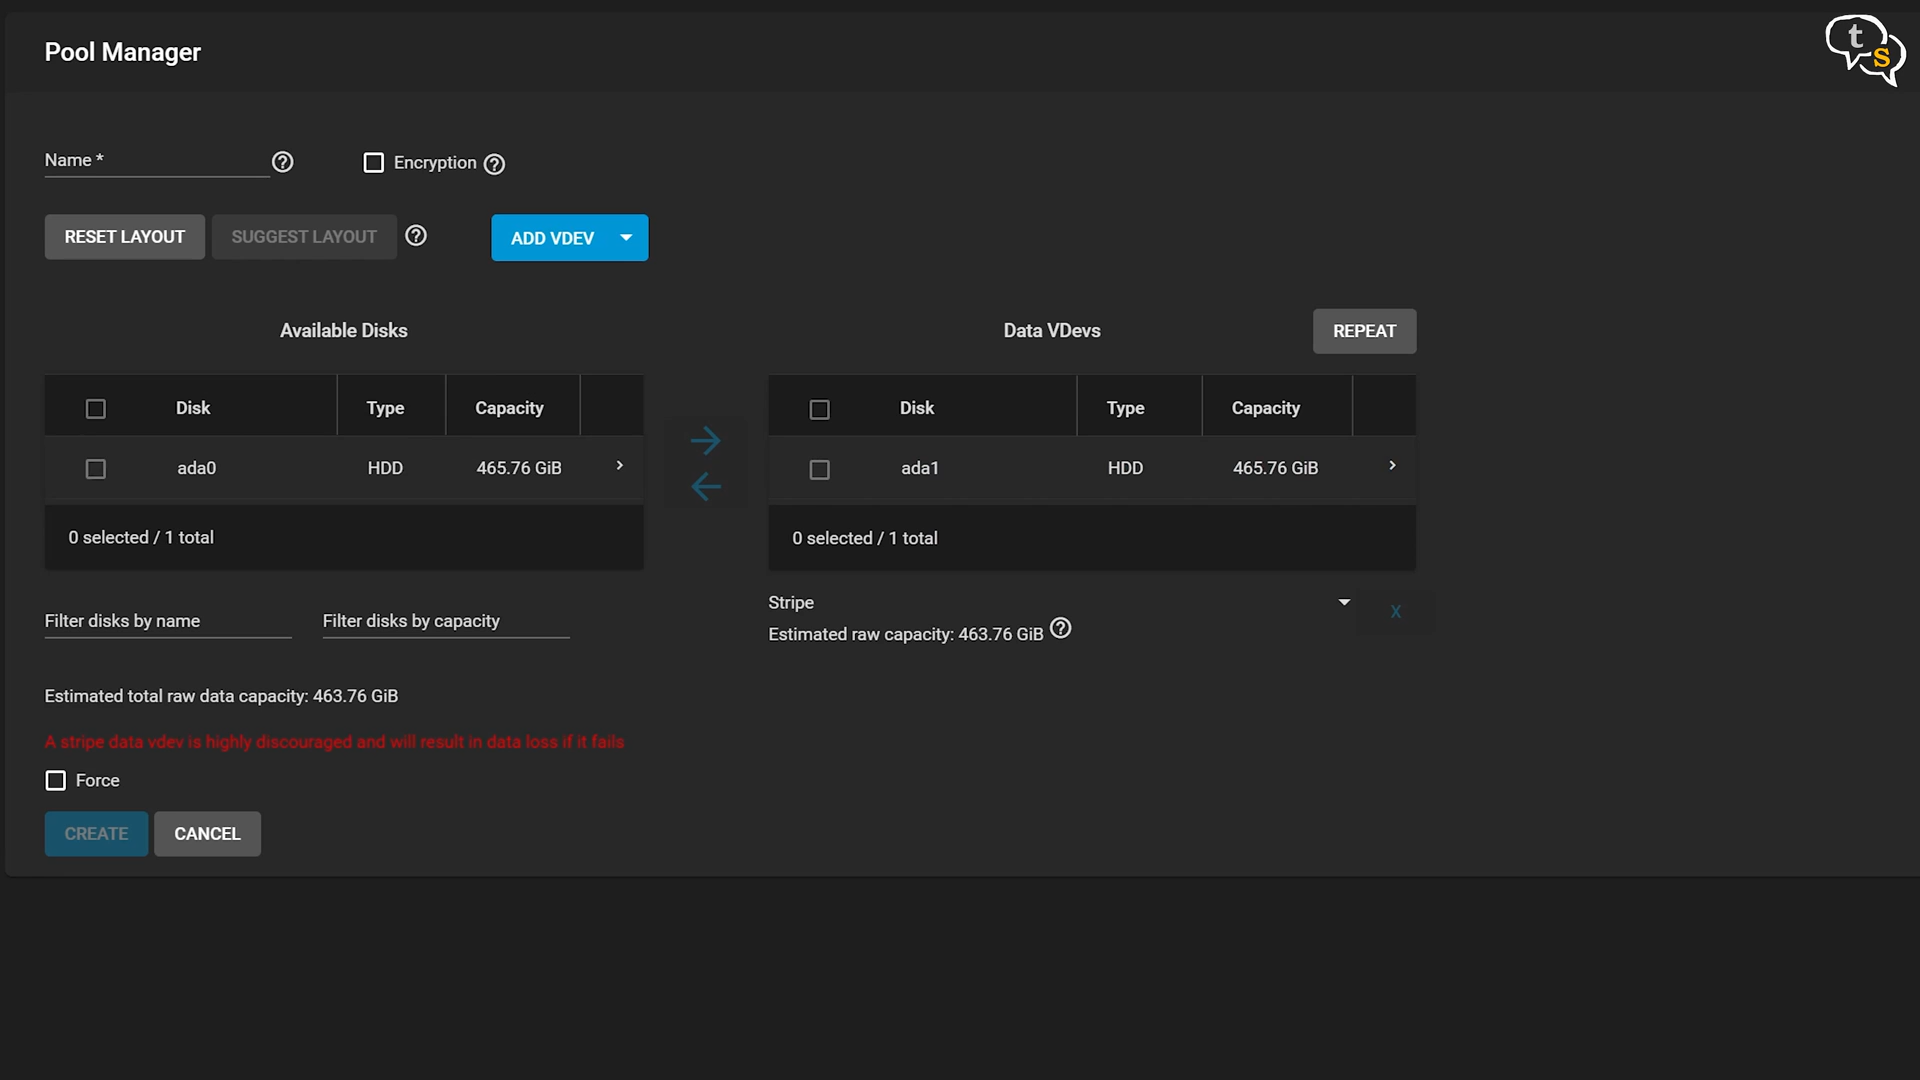 Pool Manager
ts
Name *
Encryption
RESET LAYOUT
SUGGEST LAYOUT
ADD VDEV
Available Disks
Disk Type Capacity
ada0 HDD 465.76 GiB
0 selected / 1 total
Filter disks by name
Filter disks by capacity
Data VDevs
REPEAT
Disk Type Capacity
ada1 HDD 465.76 GiB
0 selected / 1 total
Stripe
X
Estimated raw capacity: 463.76 GiB
Estimated total raw data capacity: 463.76 GiB
A stripe data vdev is highly discouraged and will result in data loss if it fails
Force
CREATE
CANCEL